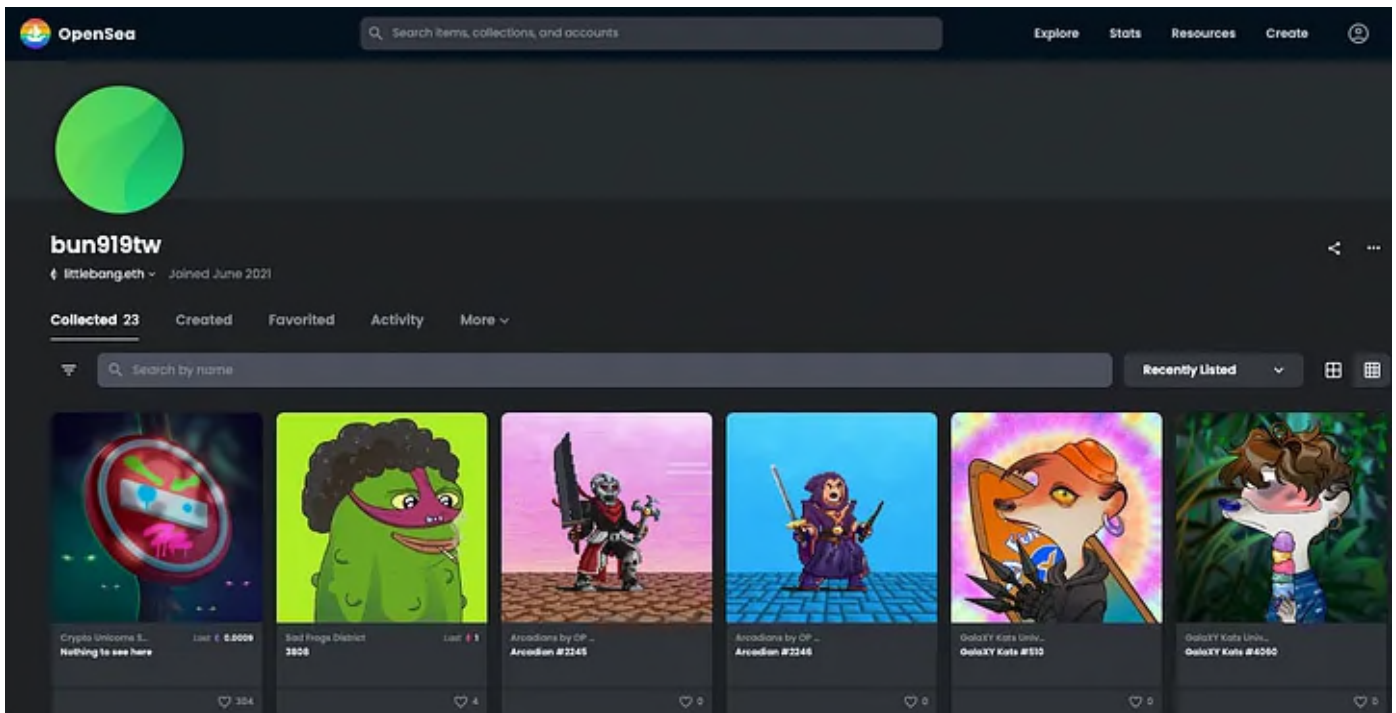 OpenSea
Search items, collections, and accounts
Explore Stats Resources Create
bun919tw
littlebang.eth Joined June 2021
Collected 23 Created Favorited Activity More
Search by name
Recently Listed
Crypto Unicorns S... Last 0.0009
Nothing to see here
304
Sad Frogs District Last 1
3808
4
Arcadians by OP ...
Arcadian #2245
0
Arcadians by OP ...
Arcadian #2246
0
GalaXY Kats Univ...
GalaXY Kats #510
0
GalaXY Kats Univ...
GalaXY Kats #4060
0